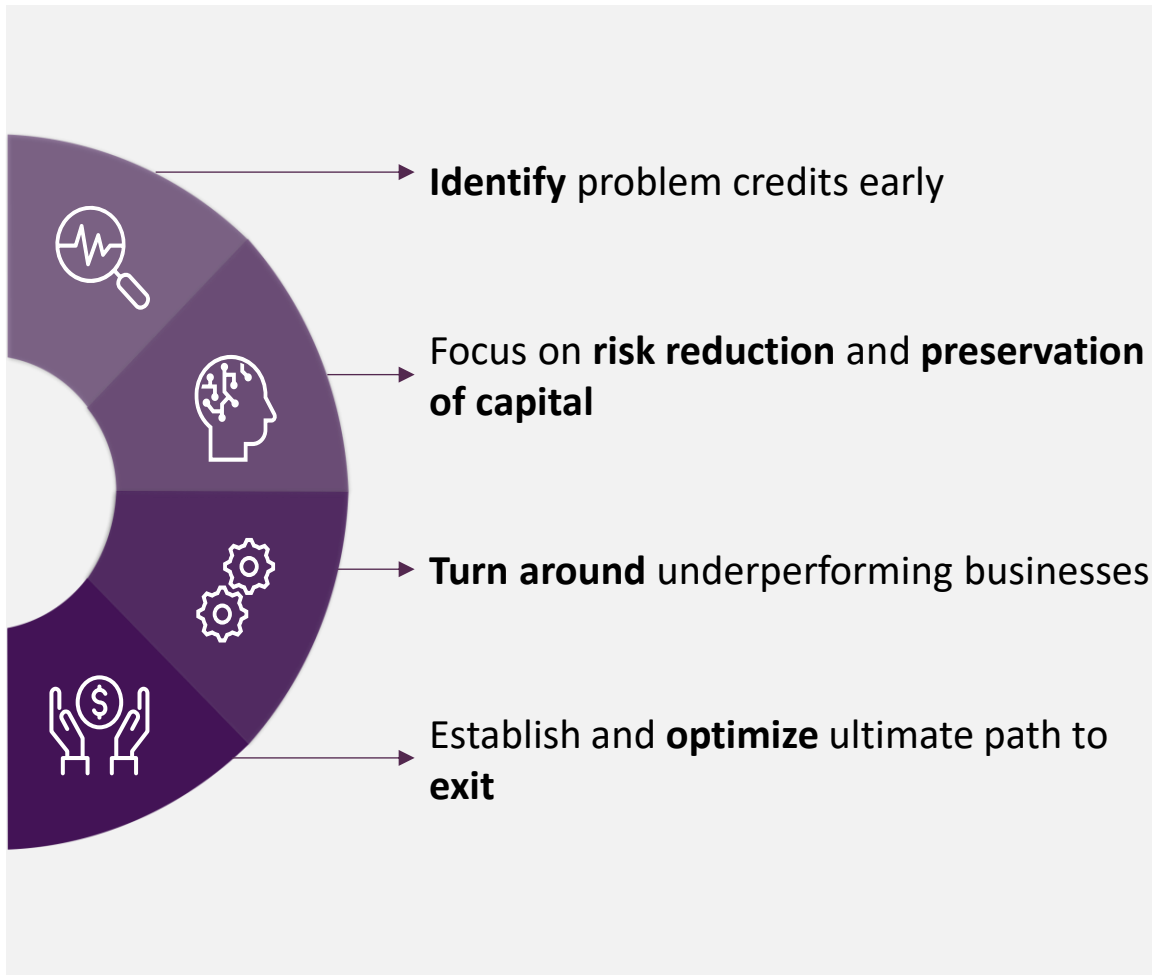 Identify problem credits early
Focus on risk reduction and preservation
of capital
Turn around underperforming businesses
Establish and optimize ultimate path to
exit
$